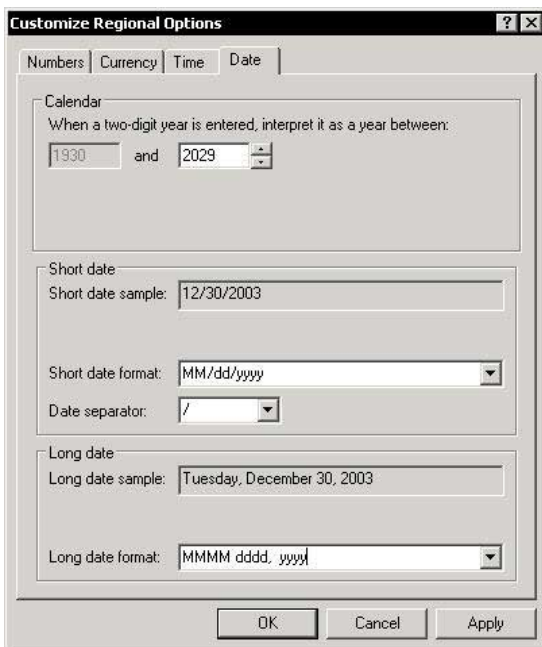 Customize Regional Options
Numbers Currency Time Date
Calendar
When a two-digit year is entered, interpret it as a year between:
1930 and 2029
Short date
Short date sample: 12/30/2003
Short date format: MM/dd/yyyy
Date separator: /
Long date
Long date sample: Tuesday, December 30, 2003
Long date format: MMMM dddd, yyyy
OK Cancel Apply